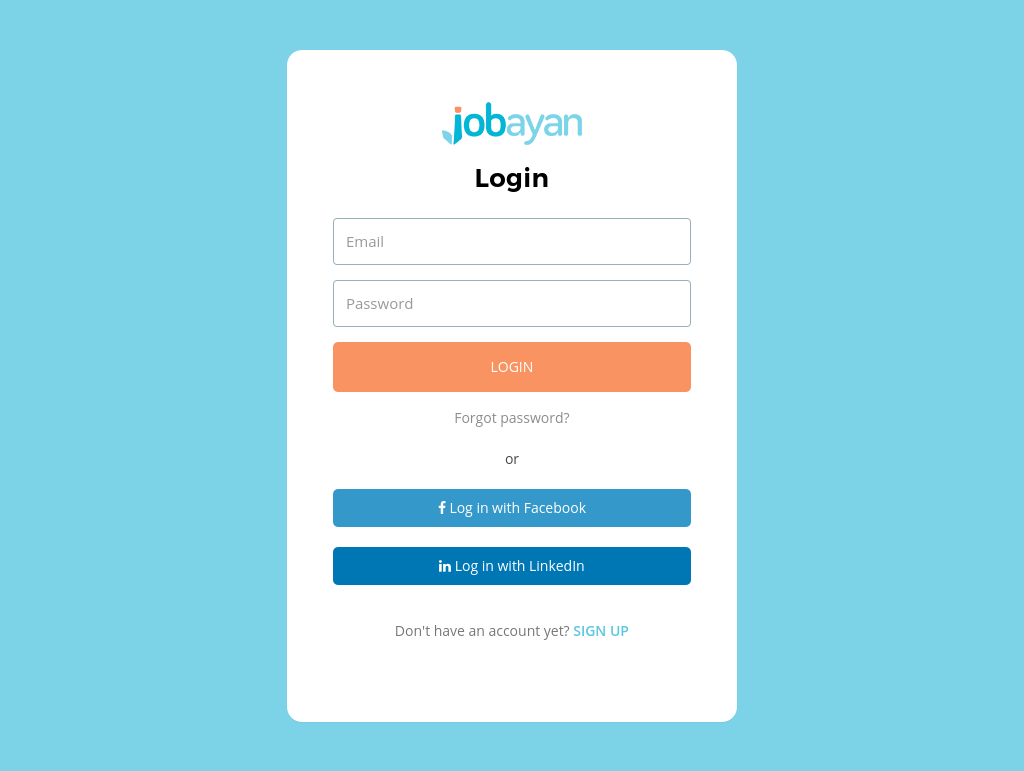 jobayan
Login
Email
Password
LOGIN
Forgot password?
or
Log in with Facebook
in Log in with LinkedIn
Don't have an account yet? SIGN UP